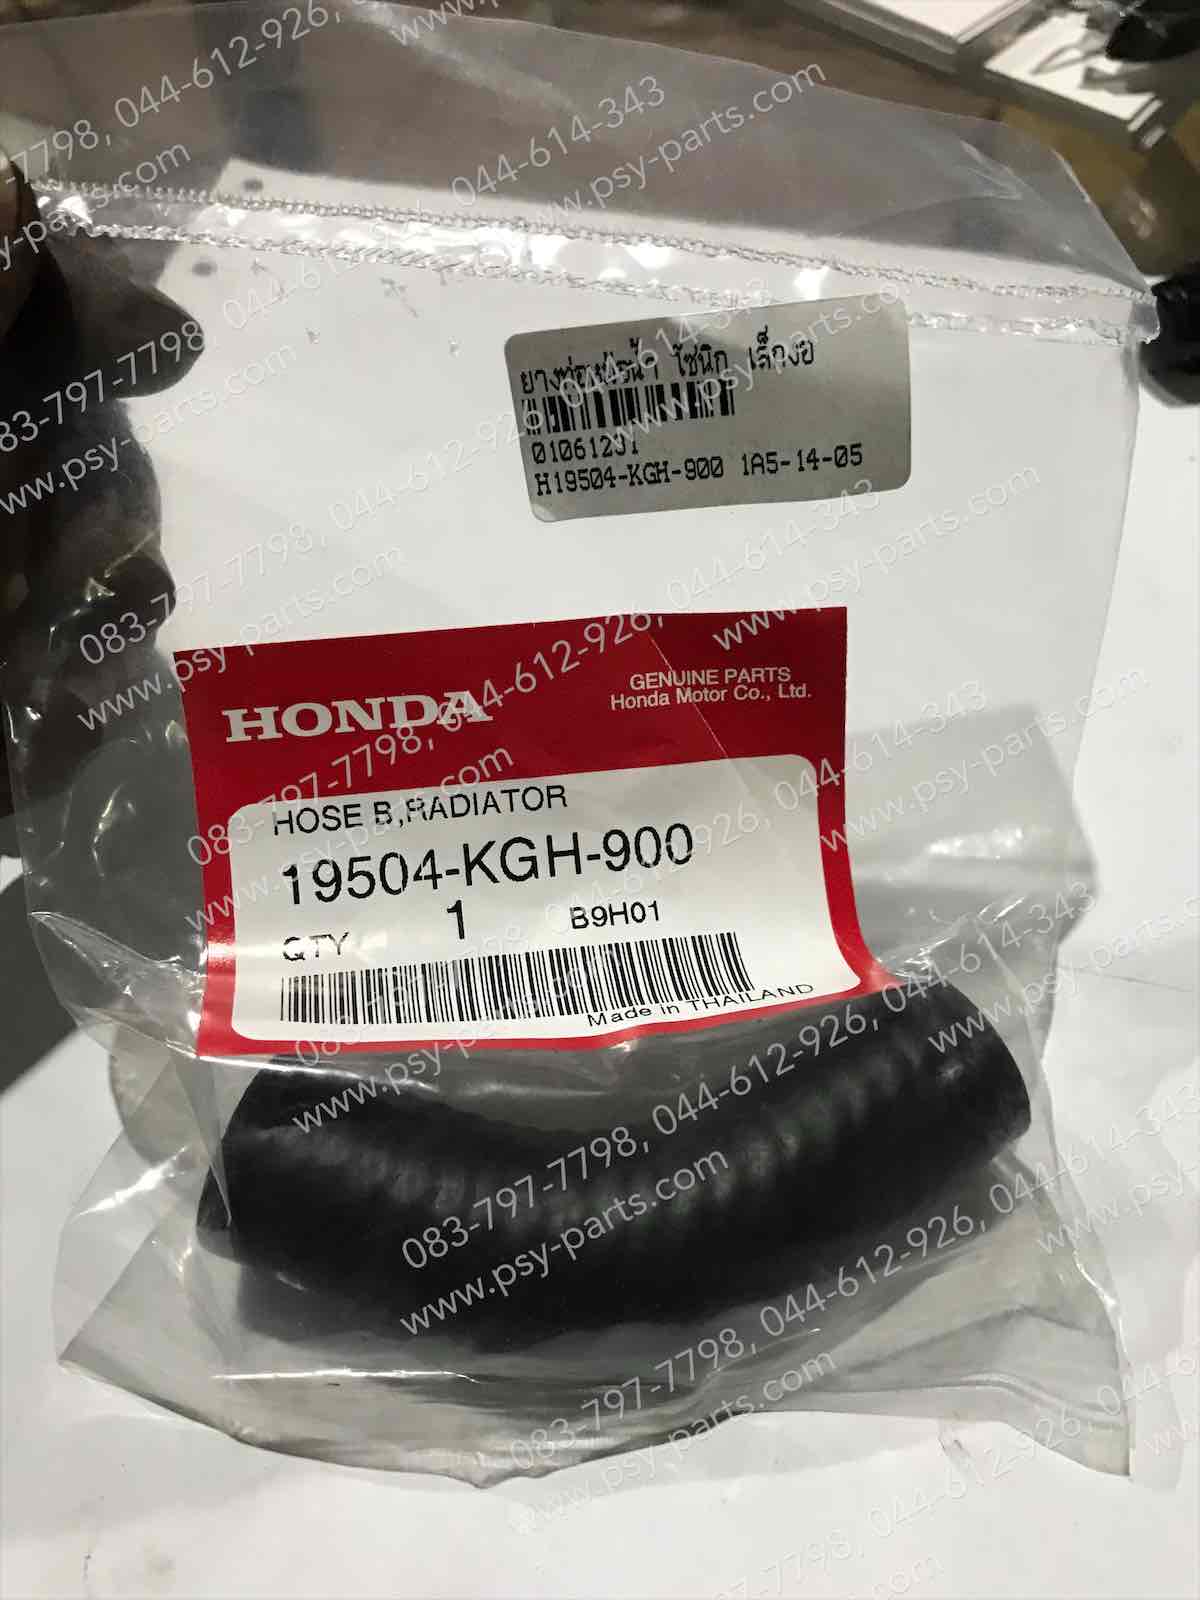 ยางท่อหม้อน้ำ โซนิก เล็กงอ
H19504-KGH-900 1A5-14-05
HONDA
GENUINE PARTS
Honda Motor Co., Ltd.
HOSE B,RADIATOR
19504-KGH-900
QTY 1 B9H01
Made in THAILAND
083-797-7798, 044-612-926, 044-614-343
www.psy-parts.com